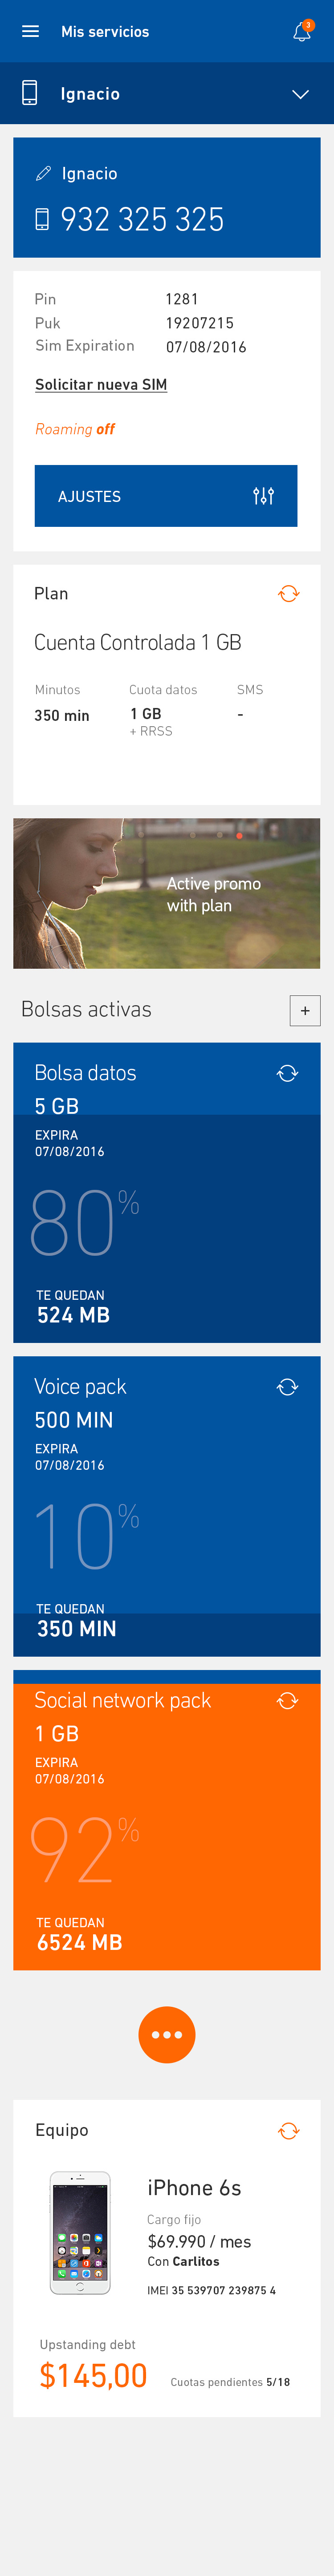 Mis servicios
3
Ignacio
Ignacio
932 325 325
Pin 1281
Puk 19207215
Sim Expiration 07/08/2016
Solicitar nueva SIM
Roaming off
AJUSTES
Plan
Cuenta Controlada 1 GB
Minutos Cuota datos SMS
350 min 1 GB -
+ RRSS
Active promo
with plan
Bolsas activas +
Bolsa datos
5 GB
EXPIRA
07/08/2016
80%
TE QUEDAN
524 MB
Voice pack
500 MIN
EXPIRA
07/08/2016
10%
TE QUEDAN
350 MIN
Social network pack
1 GB
EXPIRA
07/08/2016
92%
TE QUEDAN
6524 MB
Equipo
iPhone 6s
Cargo fijo
$69.990 / mes
Con Carlitos
IMEI 35 539707 239875 4
Upstanding debt
$145,00 Cuotas pendientes 5/18